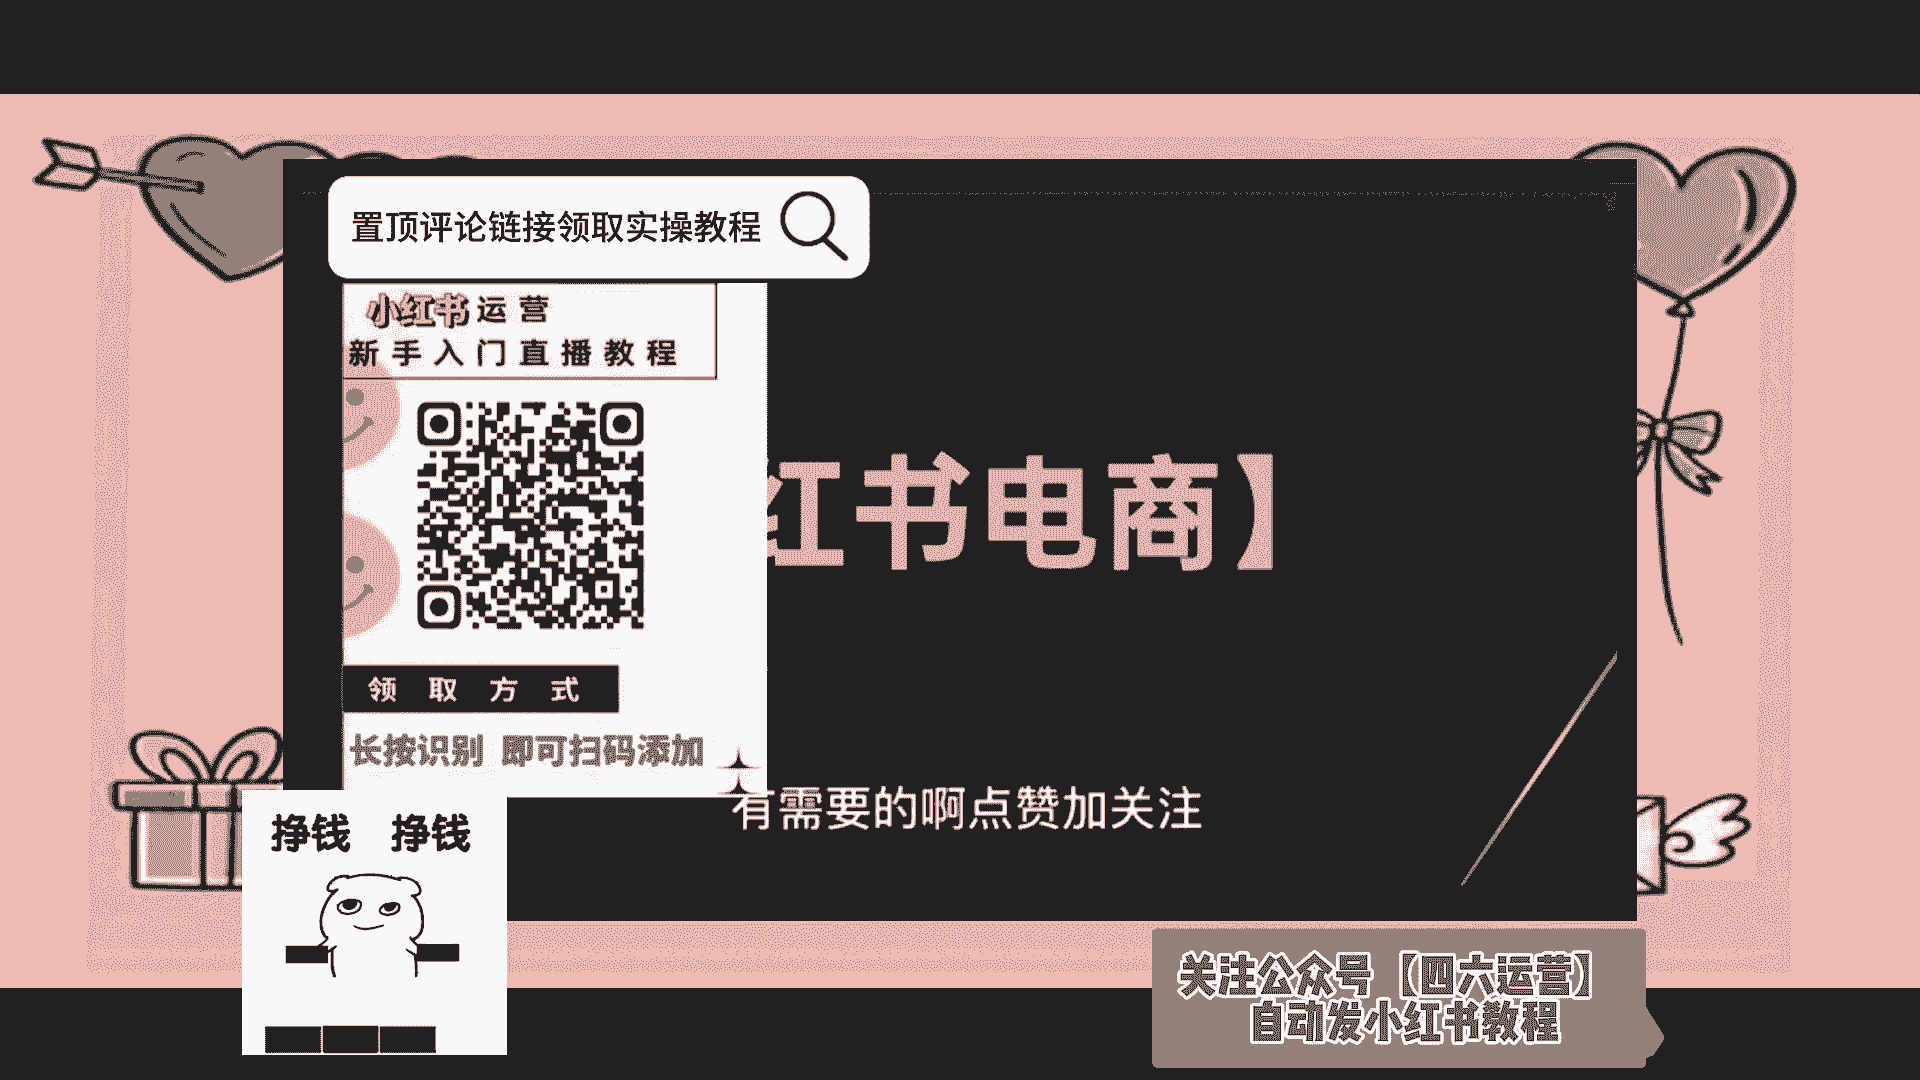 置顶评论链接领取实操教程
小红书运营
新手入门直播教程
红书电商】
领取方式
长按识别 即可扫码添加
有需要的啊点赞加关注
挣钱 挣钱
关注公众号【四六运营】
自动发小红书教程